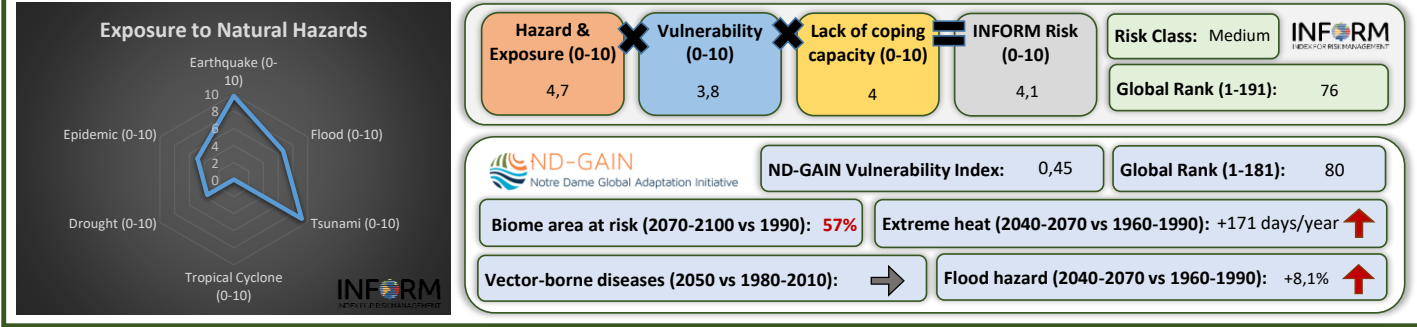 Exposure to Natural Hazards
Earthquake (0-
10)
10
8
6
4
2
0
Flood (0-10)
Tsunami (0-10)
Tropical Cyclone
(0-10)
Drought (0-10)
Epidemic (0-10)
INFORM
INDEX FOR RISK MANAGEMENT
Hazard &
Exposure (0-10)
4,7
Vulnerability
(0-10)
3,8
Lack of coping
capacity (0-10)
4
INFORM Risk
(0-10)
4,1
Risk Class: Medium
INFORM
INDEX FOR RISK MANAGEMENT
Global Rank (1-191): 76
ND-GAIN
Notre Dame Global Adaptation Initiative
ND-GAIN Vulnerability Index: 0,45
Global Rank (1-181): 80
Biome area at risk (2070-2100 vs 1990): 57%
Extreme heat (2040-2070 vs 1960-1990): +171 days/year
Vector-borne diseases (2050 vs 1980-2010):
Flood hazard (2040-2070 vs 1960-1990): +8,1%